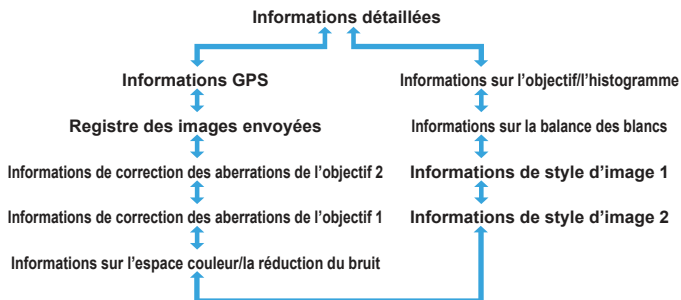 Informations détaillées
Informations GPS
Informations sur l'objectif/l'histogramme
Registre des images envoyées
Informations sur la balance des blancs
Informations de correction des aberrations de l'objectif 2
Informations de style d'image 1
Informations de correction des aberrations de l'objectif 1
Informations de style d'image 2
Informations sur l'espace couleur/la réduction du bruit